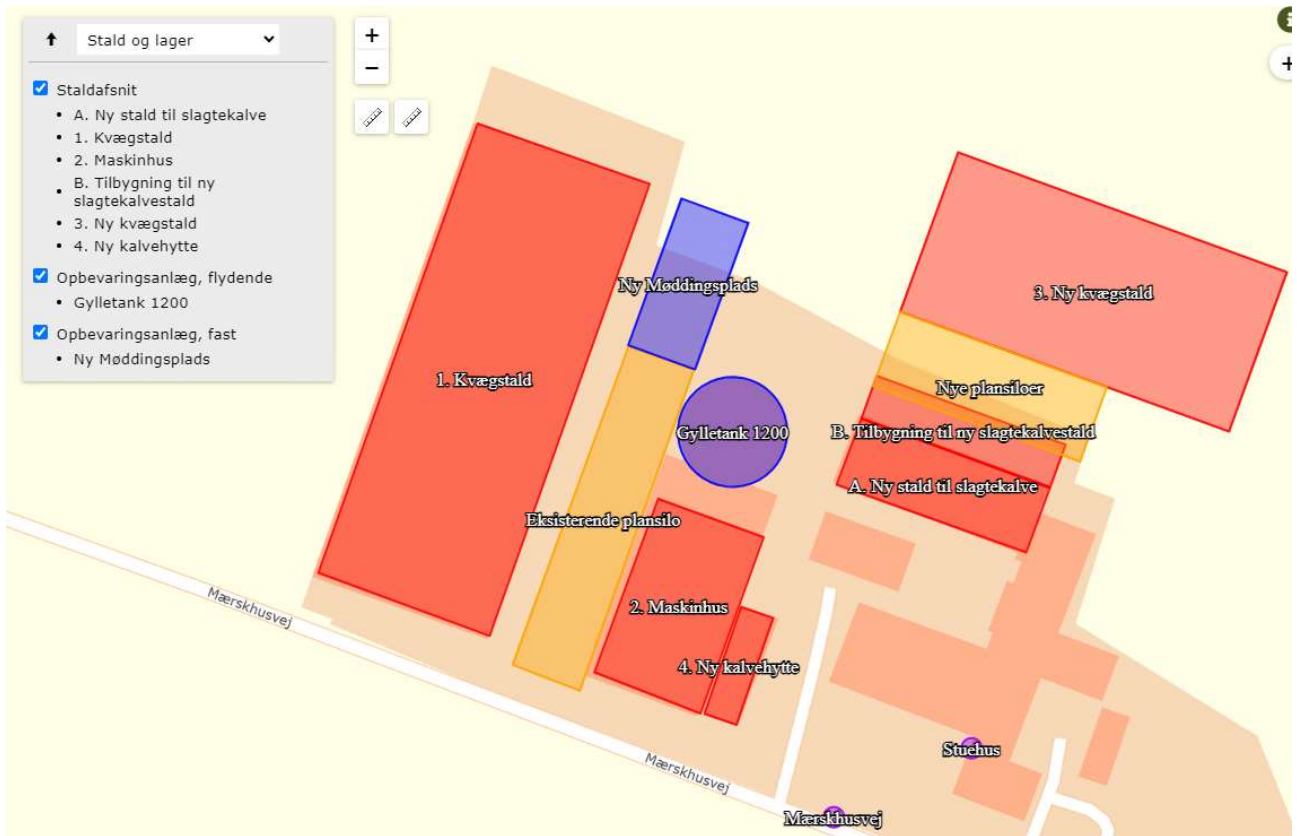 Stald og lager
Staldafsnit
A. Ny stald til slagtekalve
1. Kvægstald
2. Maskinhus
B. Tilbygning til ny
slagtekalvestald
3. Ny kvægstald
4. Ny kalvehytte
Opbevaringsanlæg, flydende
Gylletank 1200
Opbevaringsanlæg, fast
Ny Møddingsplads
+
−
i
+
Ny Møddingsplads
3. Ny kvægstald
1. Kvægstald
Nye plansiloer
Gylletank 1200
B. Tilbygning til ny slagtekalvestald
A. Ny stald til slagtekalve
Eksisterende plansilo
2. Maskinhus
Mærskhusvej
4. Ny kalvehytte
Stuehus
Mærskhusvej
Mærskhusvej